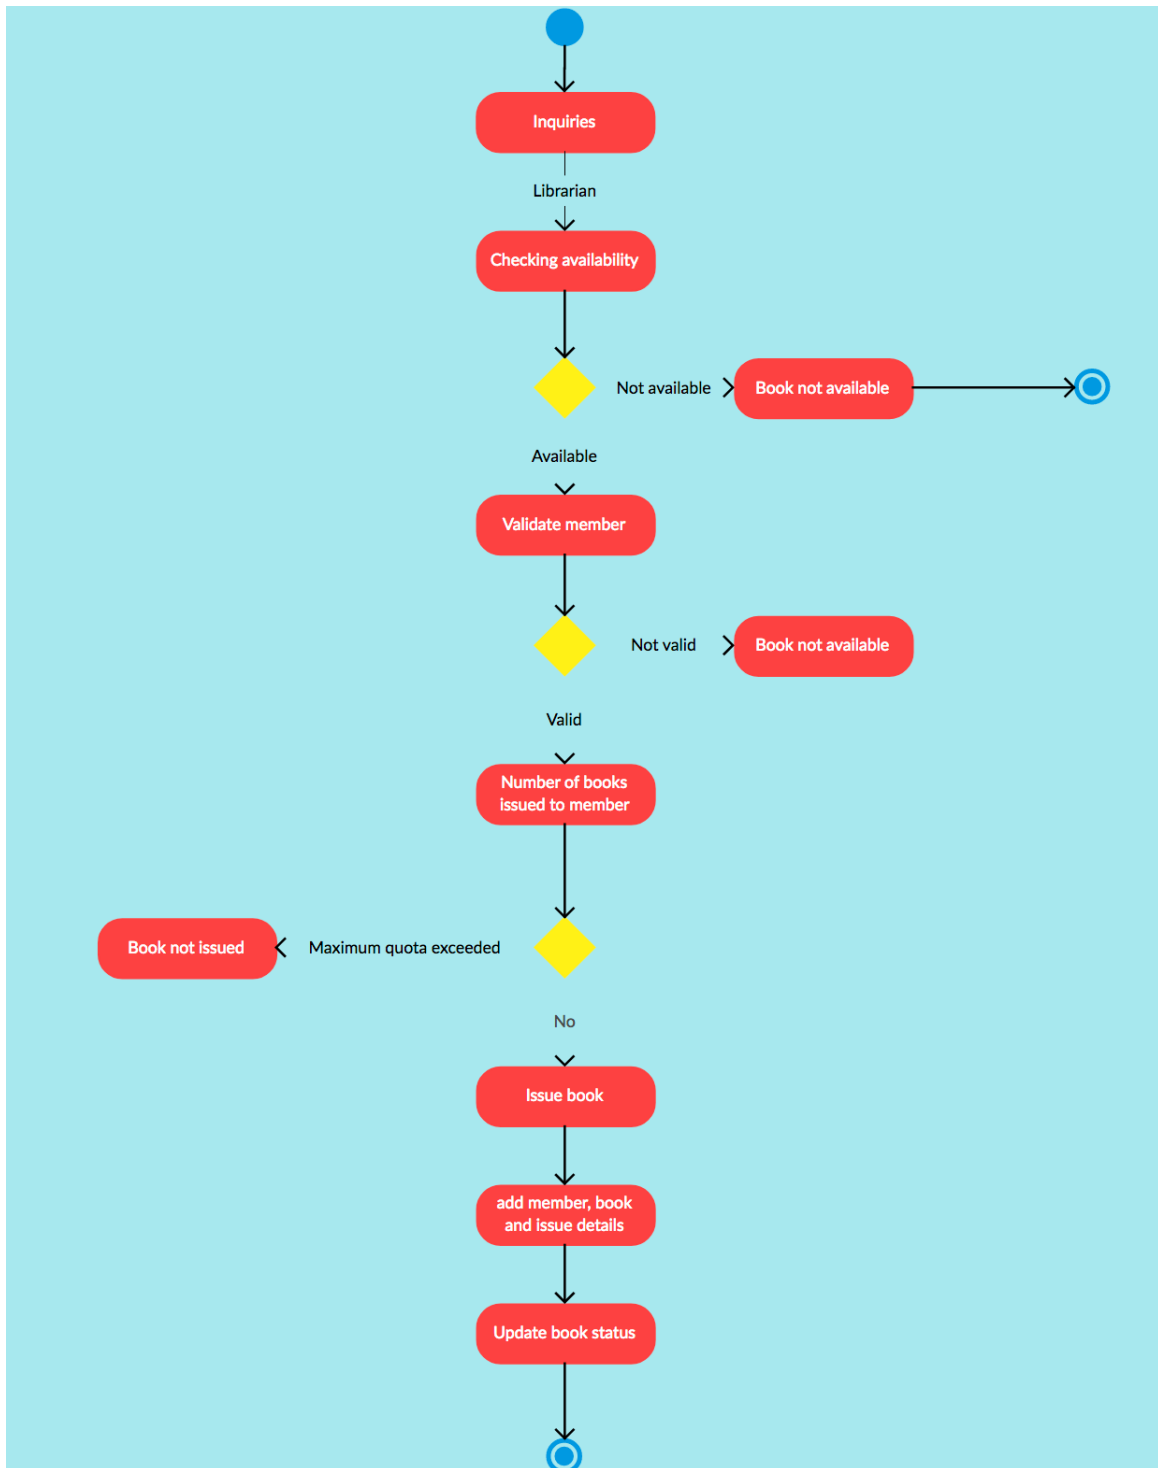 Inquiries
Librarian
Checking availability
Not available
Book not available
Available
Validate member
Not valid
Book not available
Valid
Number of books
issued to member
Book not issued
Maximum quota exceeded
No
Issue book
add member, book
and issue details
Update book status